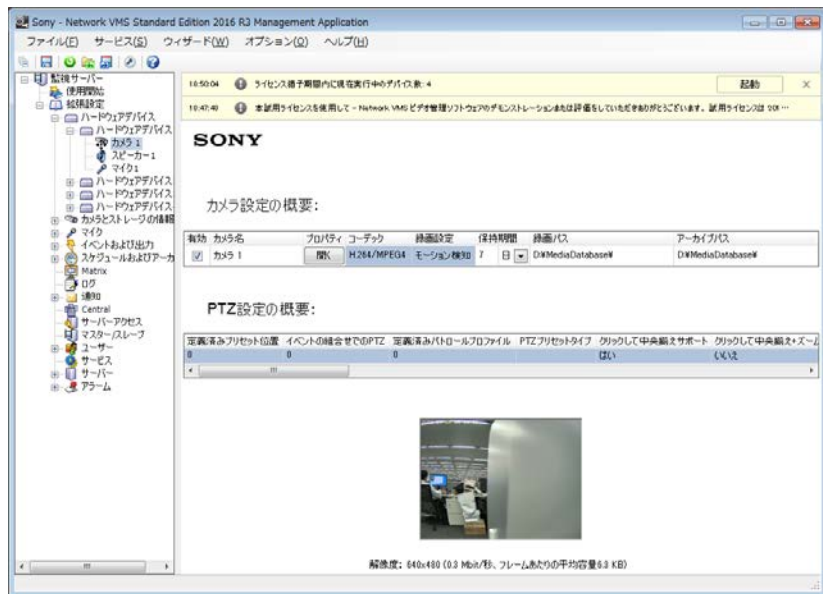 Sony - Network VMS Standard Edition 2016 R3 Management Application
ファイル(F) サービス(S) ウィザード(W) オプション(O) ヘルプ(H)
監視サーバー
使用開始
拡張設定
ハードウェアデバイス
ハードウェアデバイス
カメラ 1
スピーカー1
マイク1
ハードウェアデバイス
ハードウェアデバイス
ハードウェアデバイス
カメラとストレージの情報
マイク
イベントおよび出力
スケジュールおよびアーカ
Matrix
ログ
通知
Central
サーバーアクセス
マスター/スレーブ
ユーザー
サービス
サーバー
アラーム
18:50:04 ライセンス猶予期間内に現在実行中のデバイス数: 4 起動
18:47:40 本試用ライセンスを使用して - Network VMS ビデオ管理ソフトウェアのデモンストレーションまたは評価をしていただきありがとうございます。試用ライセンスは 201 ...
SONY
カメラ設定の概要:
有効 カメラ名 プロパティ コーデック 録画設定 保持期間 録画パス アーカイブパス
カメラ 1 開く H.264/MPEG4 モーション検知 7 日 D:¥MediaDatabase¥ D:¥MediaDatabase¥
PTZ設定の概要:
定義済みプリセット位置 イベントの組合せでのPTZ 定義済みパトロールプロファイル PTZプリセットタイプ クリックして中央揃えサポート クリックして中央揃え+ズーム
0 0 0 はい いいえ
解像度: 640x480 (0.3 Mbit/秒、フレームあたりの平均容量6.3 KB)